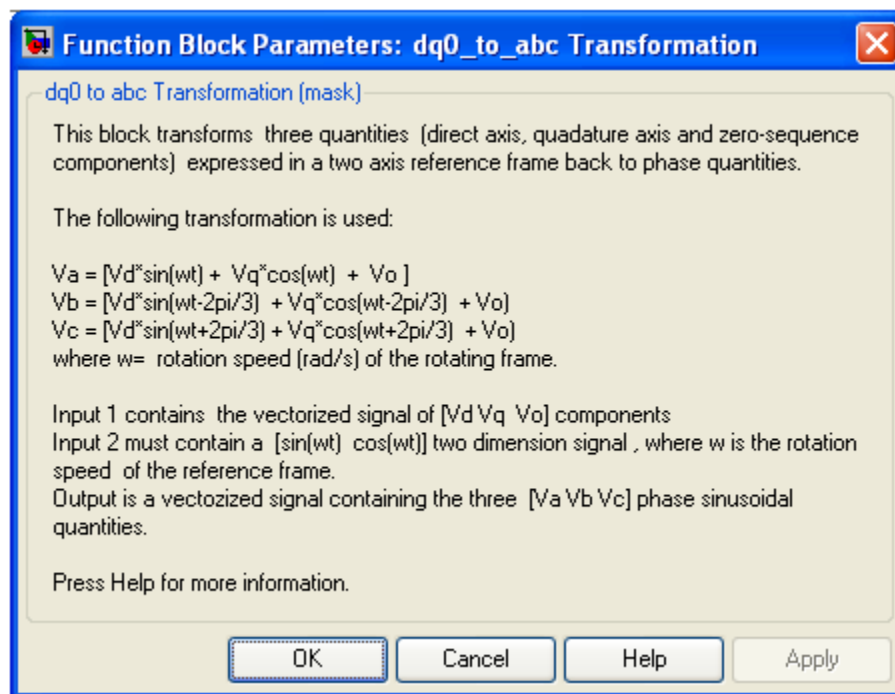 Function Block Parameters: dq0_to_abc Transformation
dq0 to abc Transformation (mask)
This block transforms three quantities (direct axis, quadature axis and zero-sequence
components) expressed in a two axis reference frame back to phase quantities.
The following transformation is used:
Va = [Vd*sin(wt) + Vq*cos(wt) + Vo ]
Vb = [Vd*sin(wt-2pi/3) + Vq*cos(wt-2pi/3) + Vo)
Vc = [Vd*sin(wt+2pi/3) + Vq*cos(wt+2pi/3) + Vo)
where w= rotation speed (rad/s) of the rotating frame.
Input 1 contains the vectorized signal of [Vd Vq Vo] components
Input 2 must contain a [sin(wt) cos(wt)] two dimension signal , where w is the rotation
speed of the reference frame.
Output is a vectozized signal containing the three [Va Vb Vc] phase sinusoidal
quantities.
Press Help for more information.
OK Cancel Help Apply